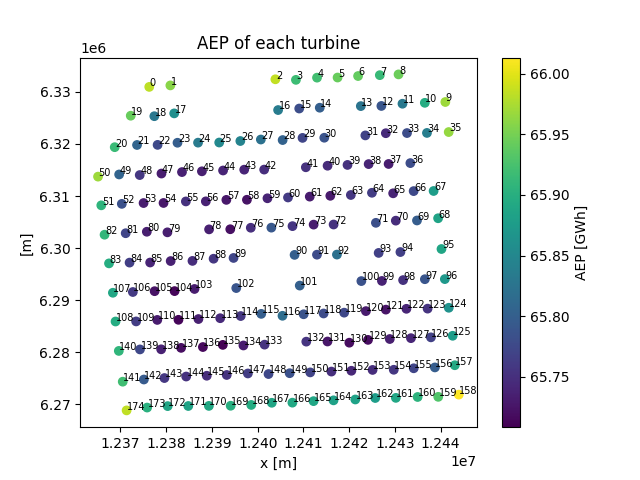 AEP of each turbine
1e6
0 1 2 3 4 5 6 7 8
19 18 17 16 15 14 13 12 11 10 9
20 21 22 23 24 25 26 27 28 29 30 31 32 33 34 35
50 49 48 47 46 45 44 43 42 41 40 39 38 37 36
51 52 53 54 55 56 57 58 59 60 61 62 63 64 65 66 67
82 81 80 79 78 77 76 75 74 73 72 71 70 69 68
83 84 85 86 87 88 89 90 91 92 93 94 95
107 106 105 104 103 102 101 100 99 98 97 96
108 109 110 111 112 113 114 115 116 117 118 119 120 121 122 123 124
140 139 138 137 136 135 134 133 132 131 130 129 128 127 126 125
141 142 143 144 145 146 147 148 149 150 151 152 153 154 155 156 157
174 173 172 171 170 169 168 167 166 165 164 163 162 161 160 159 158
6.33
6.32
6.31
6.30
6.29
6.28
6.27
[m]
1.237 1.238 1.239 1.240 1.241 1.242 1.243 1.244
x [m]
1e7
66.00
65.95
65.90
65.85
65.80
65.75
AEP [GWh]